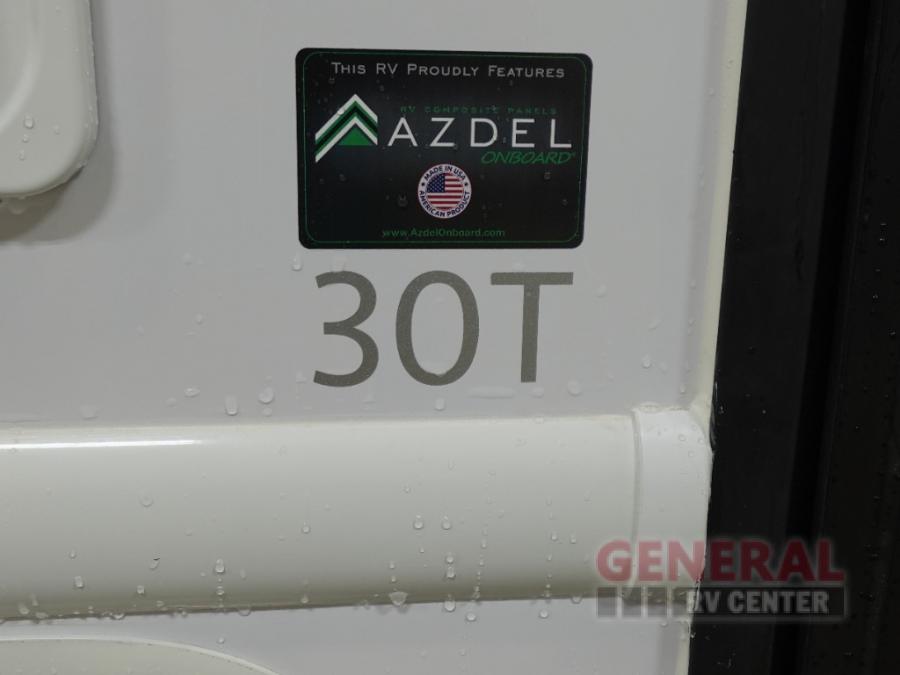 This RV Proudly Features
RV COMPOSITE PANELS
AZDEL
ONBOARD®
MADE IN USA
AMERICAN PRODUCT
www.AzdelOnboard.com
30T
GENERAL
RV CENTER